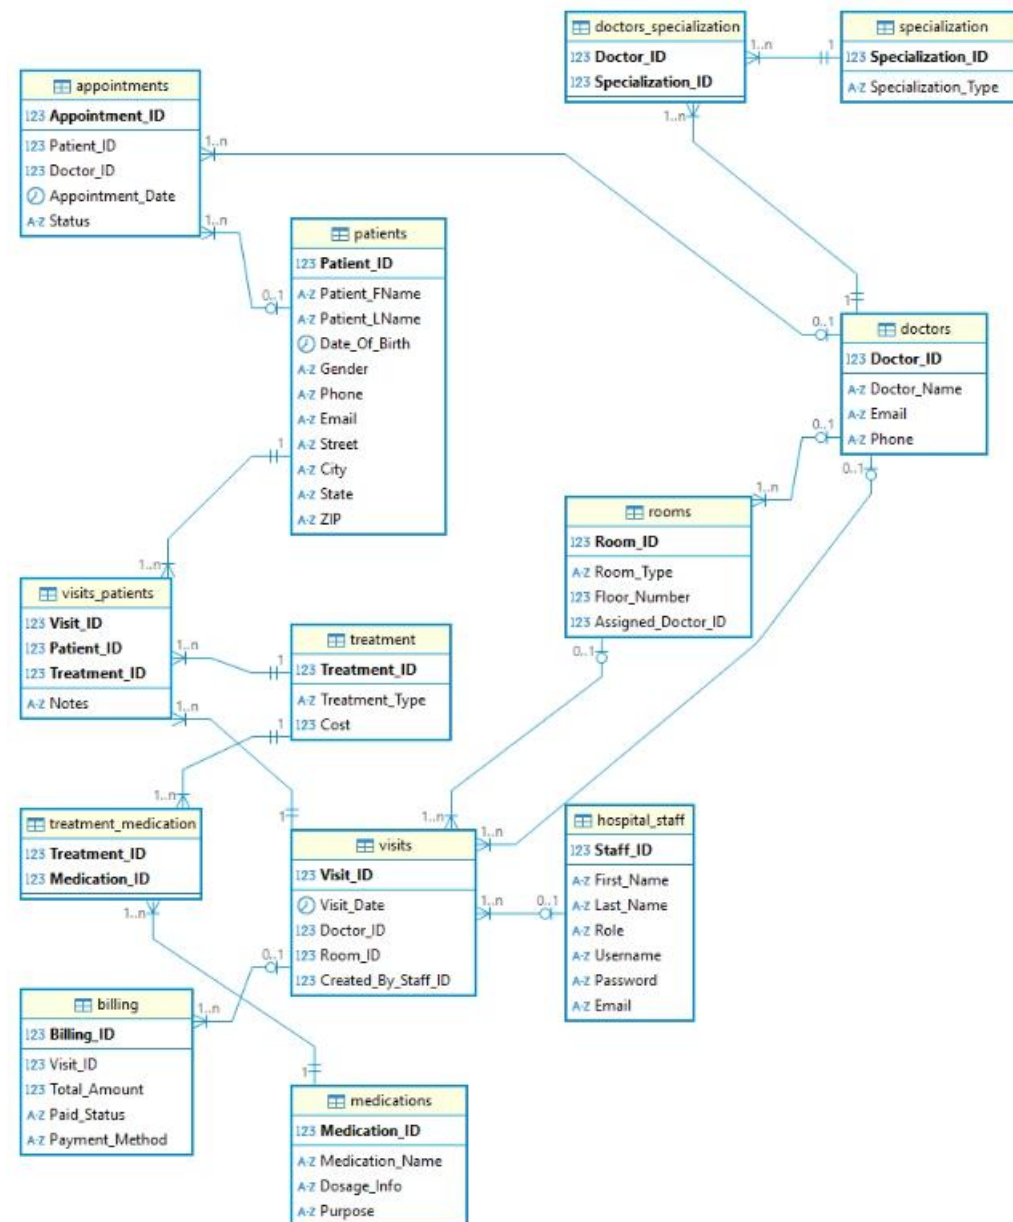 doctors_specialization
123 Doctor_ID
123 Specialization_ID
1..n
1
specialization
123 Specialization_ID
A-Z Specialization_Type
1..n
appointments
123 Appointment_ID
123 Patient_ID
123 Doctor_ID
Appointment_Date
A-Z Status
1..n
1..n
patients
123 Patient_ID
A-Z Patient_FName
A-Z Patient_LName
Date_Of_Birth
A-Z Gender
A-Z Phone
A-Z Email
A-Z Street
A-Z City
A-Z State
A-Z ZIP
0..1
1
1
0..1
doctors
123 Doctor_ID
A-Z Doctor_Name
A-Z Email
A-Z Phone
0..1
0..1
1..n
rooms
123 Room_ID
A-Z Room_Type
123 Floor_Number
123 Assigned_Doctor_ID
0..1
1..n
visits_patients
123 Visit_ID
123 Patient_ID
123 Treatment_ID
A-Z Notes
1..n
1..n
treatment
123 Treatment_ID
A-Z Treatment_Type
123 Cost
1
1
1..n
treatment_medication
123 Treatment_ID
123 Medication_ID
1..n
1
1..n
1..n
visits
123 Visit_ID
Visit_Date
123 Doctor_ID
123 Room_ID
123 Created_By_Staff_ID
1..n
0..1
0..1
hospital_staff
123 Staff_ID
A-Z First_Name
A-Z Last_Name
A-Z Role
A-Z Username
A-Z Password
A-Z Email
billing
123 Billing_ID
123 Visit_ID
123 Total_Amount
A-Z Paid_Status
A-Z Payment_Method
1..n
1
medications
123 Medication_ID
A-Z Medication_Name
A-Z Dosage_Info
A-Z Purpose